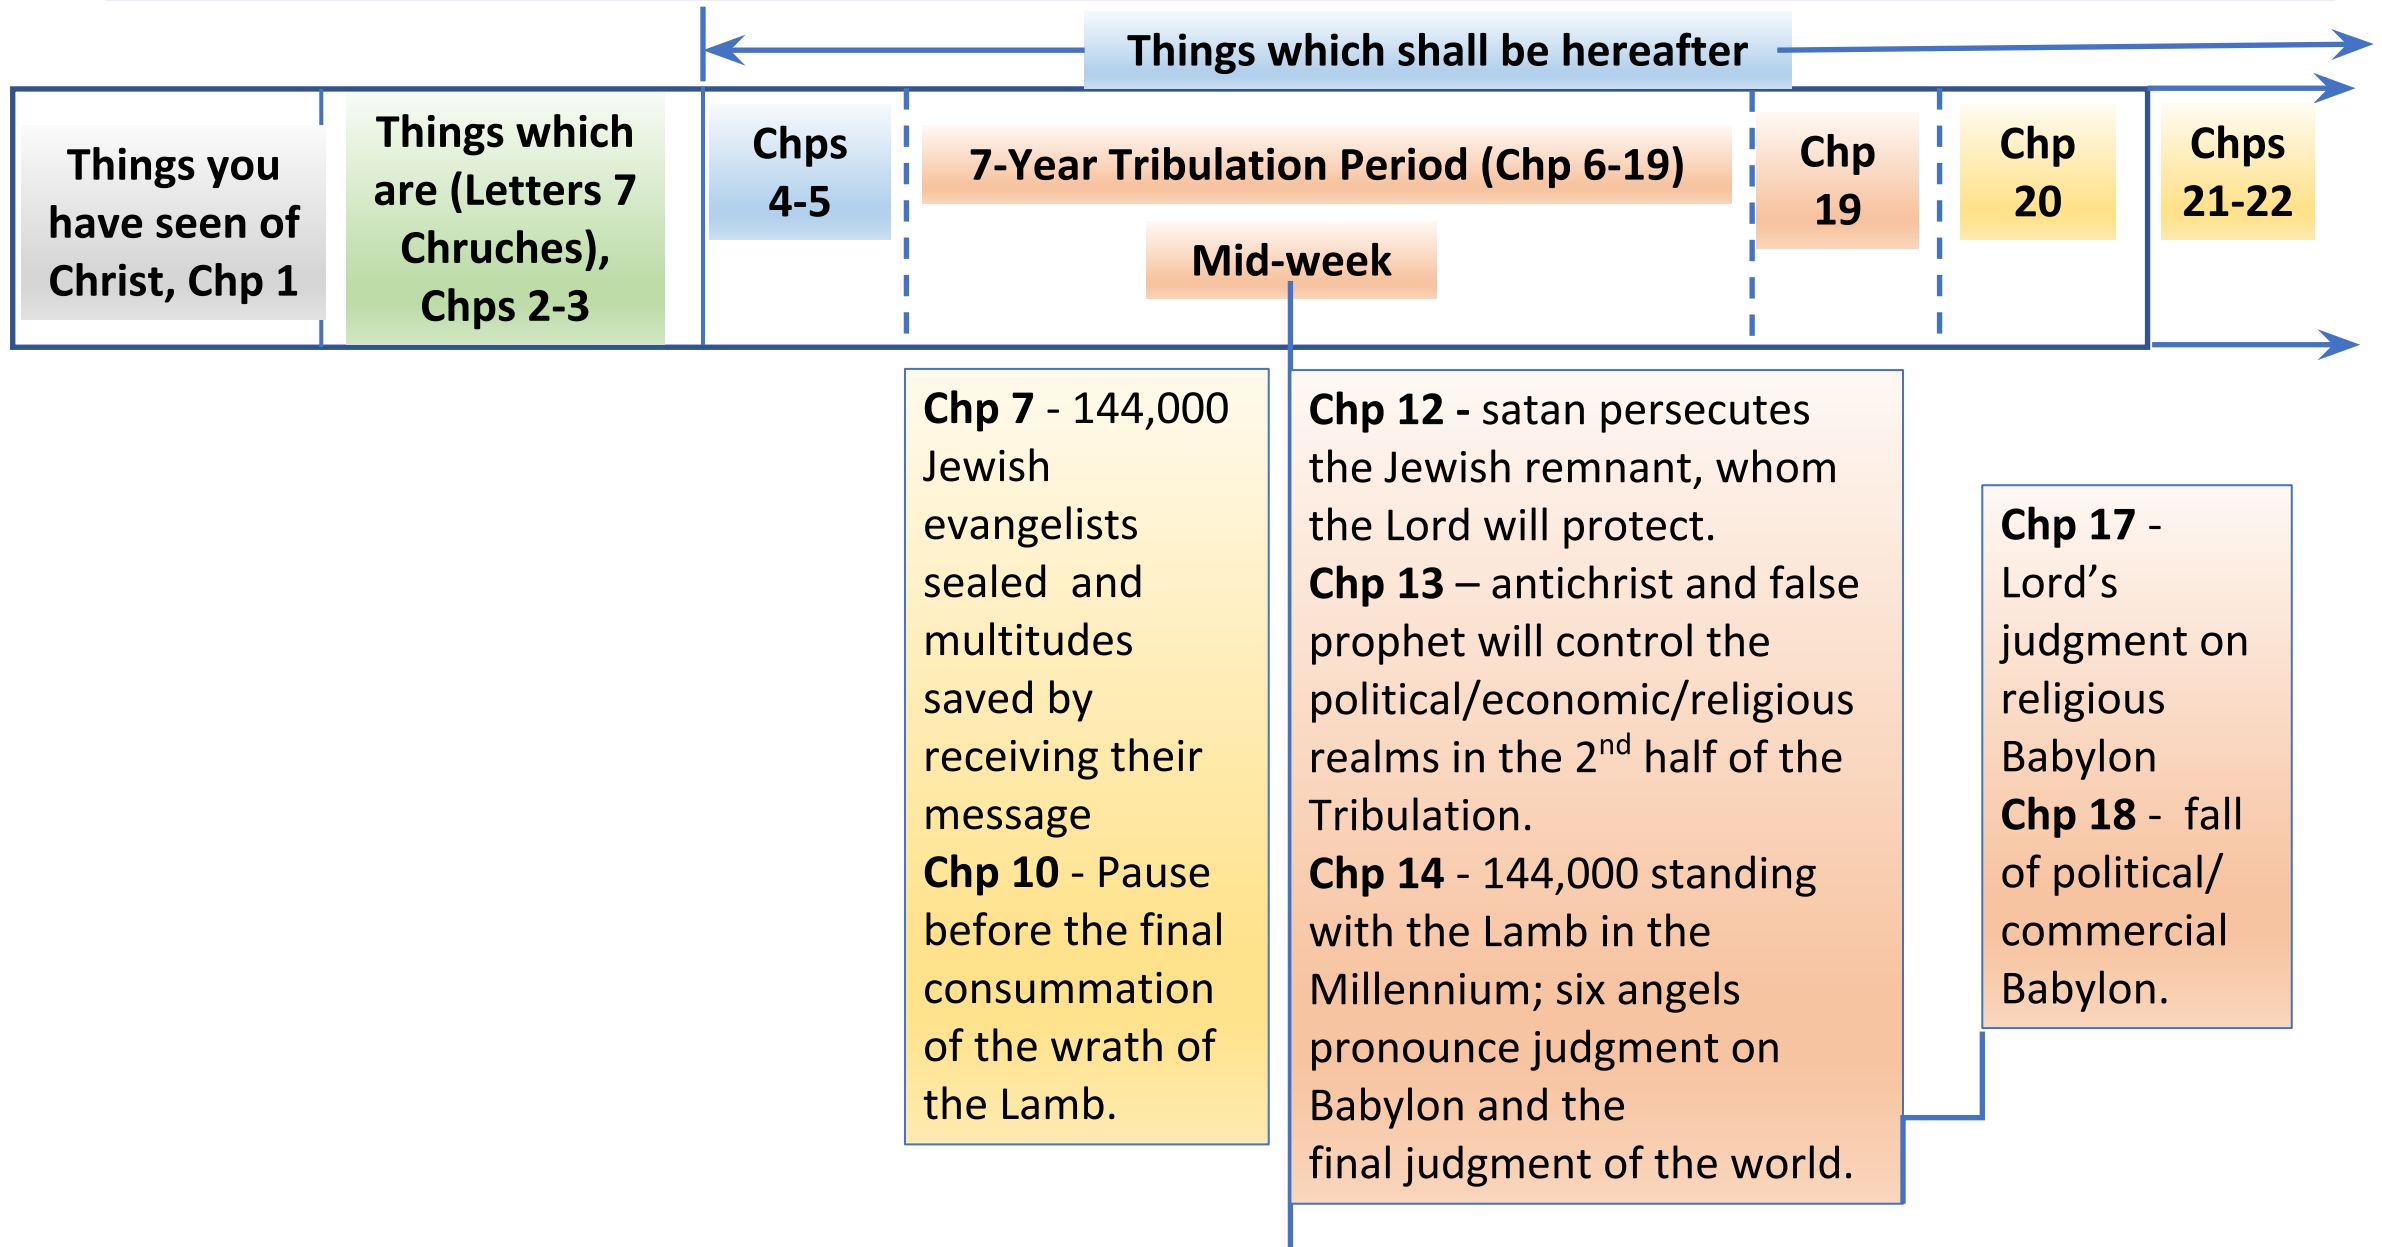 Things which shall be hereafter
Things you
have seen of
Christ, Chp 1
Things which
are (Letters 7
Chruches),
Chps 2-3
Chps
4-5
7-Year Tribulation Period (Chp 6-19)
Mid-week
Chp
19
Chp
20
Chps
21-22
Chp 7 - 144,000
Jewish
evangelists
sealed  and
multitudes
saved by
receiving their
message
Chp 10 - Pause
before the final
consummation
of the wrath of
the Lamb.
Chp 12 - satan persecutes
the Jewish remnant, whom
the Lord will protect.
Chp 13 – antichrist and false
prophet will control the
political/economic/religious
realms in the 2nd half of the
Tribulation.
Chp 14 - 144,000 standing
with the Lamb in the
Millennium; six angels
pronounce judgment on
Babylon and the
final judgment of the world.
Chp 17 -
Lord’s
judgment on
religious
Babylon
Chp 18 -  fall
of political/
commercial
Babylon.